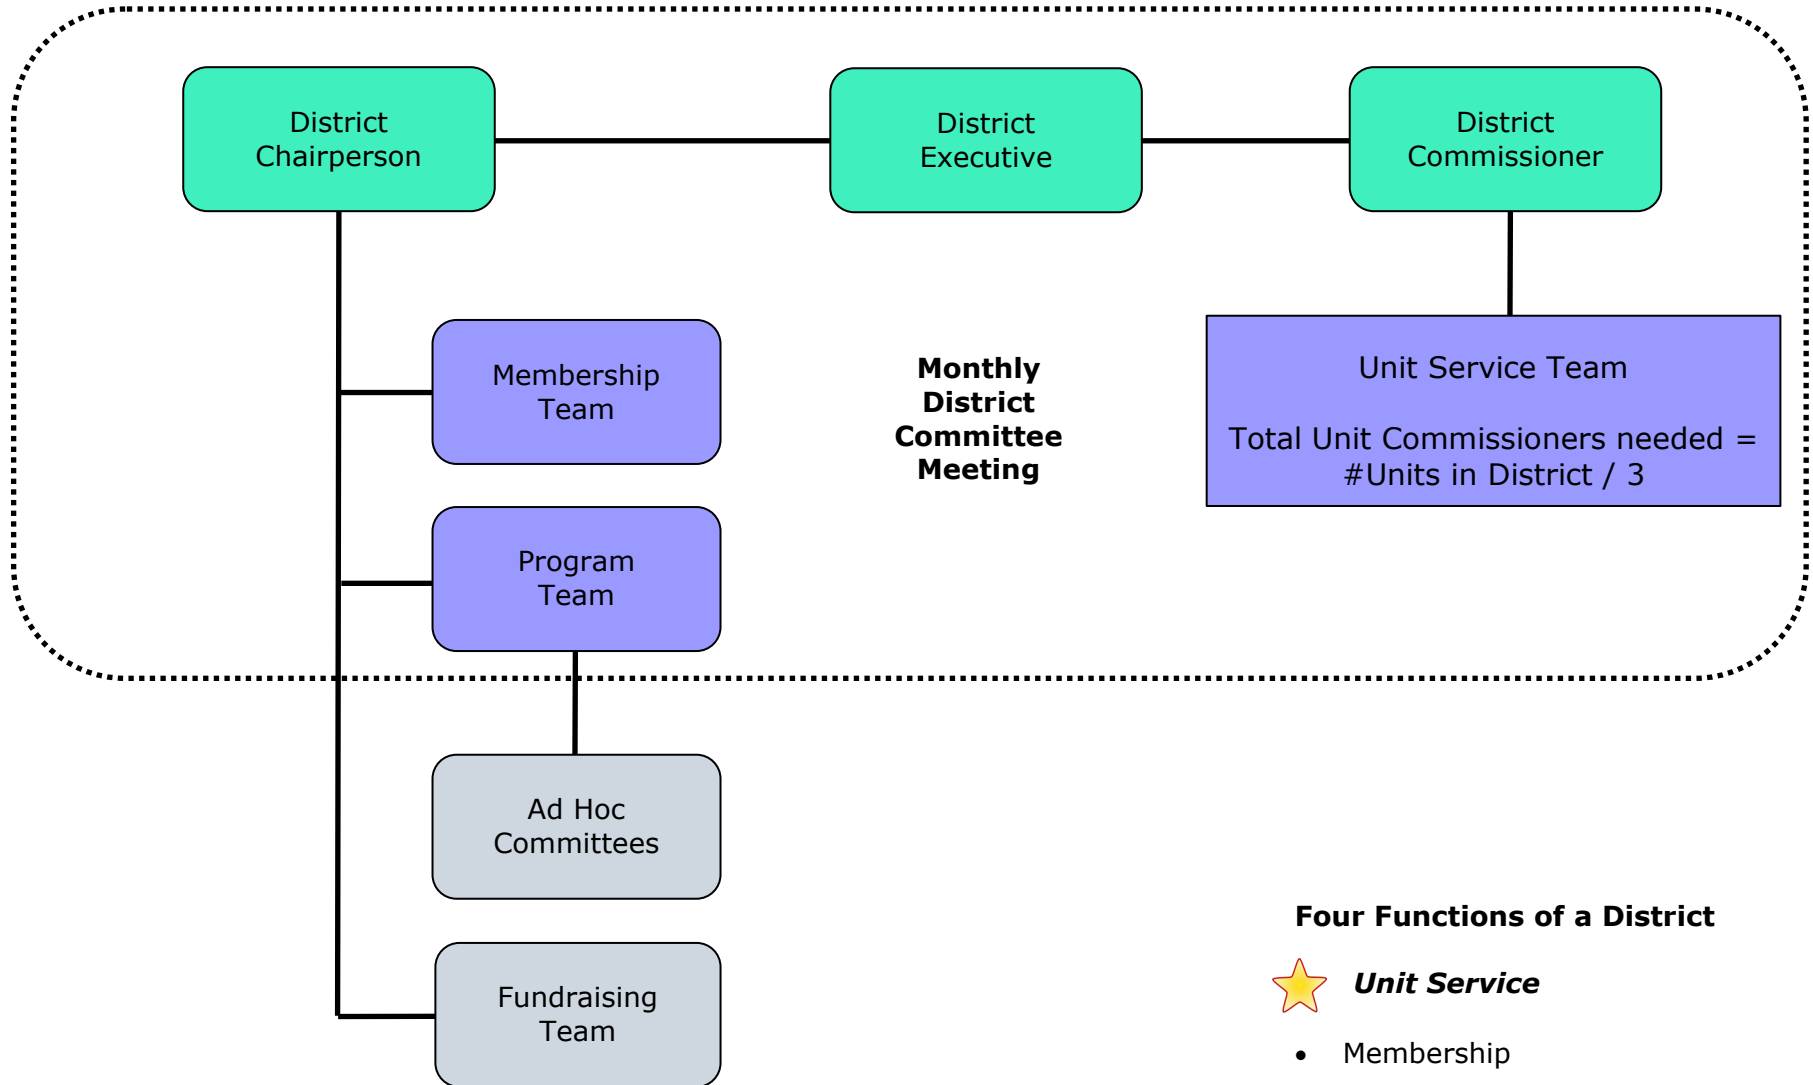 District
Chairperson
District
Executive
District
Commissioner
Membership
Team
Monthly
District
Committee
Meeting
Unit Service Team
Total Unit Commissioners needed =
#Units in District / 3
Program
Team
Ad Hoc
Committees
Fundraising
Team
Four Functions of a District
Unit Service
• Membership